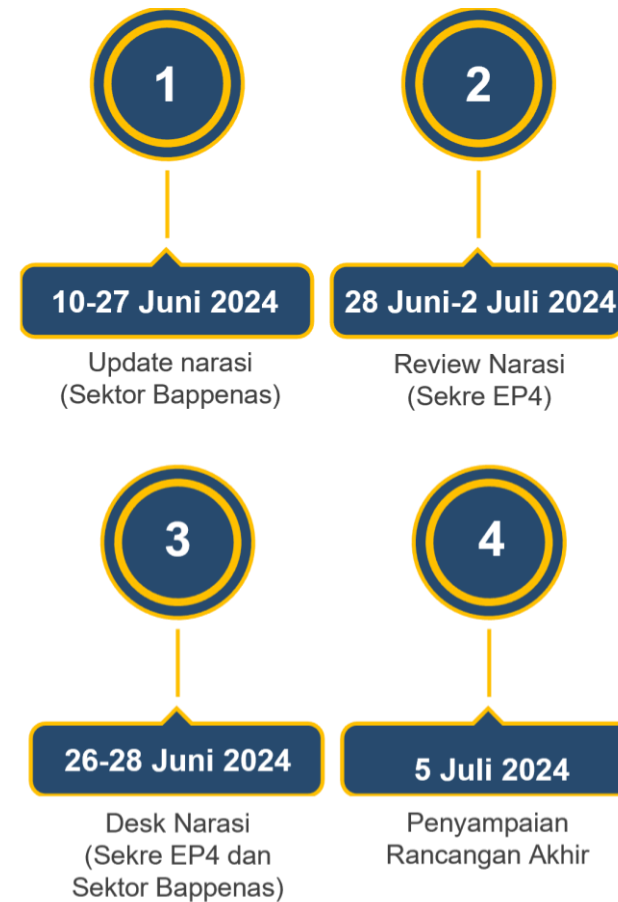 1
10-27 Juni 2024
Update narasi
(Sektor Bappenas)
2
28 Juni-2 Juli 2024
Review Narasi
(Sekre EP4)
3
26-28 Juni 2024
Desk Narasi
(Sekre EP4 dan
Sektor Bappenas)
4
5 Juli 2024
Penyampaian
Rancangan Akhir